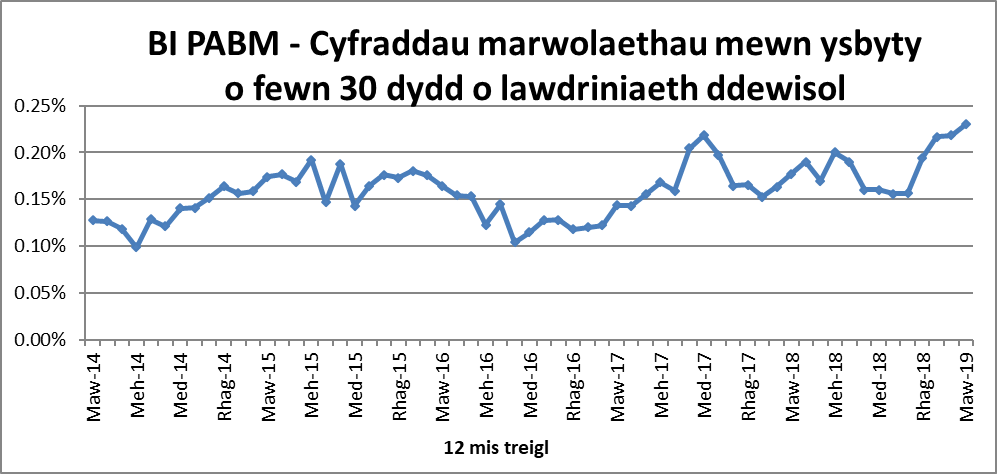 BI PABM - Cyfraddau marwolaethau mewn ysbyty
o fewn 30 dydd o lawdriniaeth ddewisol
0.25%
0.20%
0.15%
0.10%
0.05%
0.00%
Maw-14
Meh-14
Med-14
Rhag-14
Maw-15
Meh-15
Med-15
Rhag-15
Maw-16
Meh-16
Med-16
Rhag-16
Maw-17
Meh-17
Med-17
Rhag-17
Maw-18
Meh-18
Med-18
Rhag-18
Maw-19
12 mis treigl